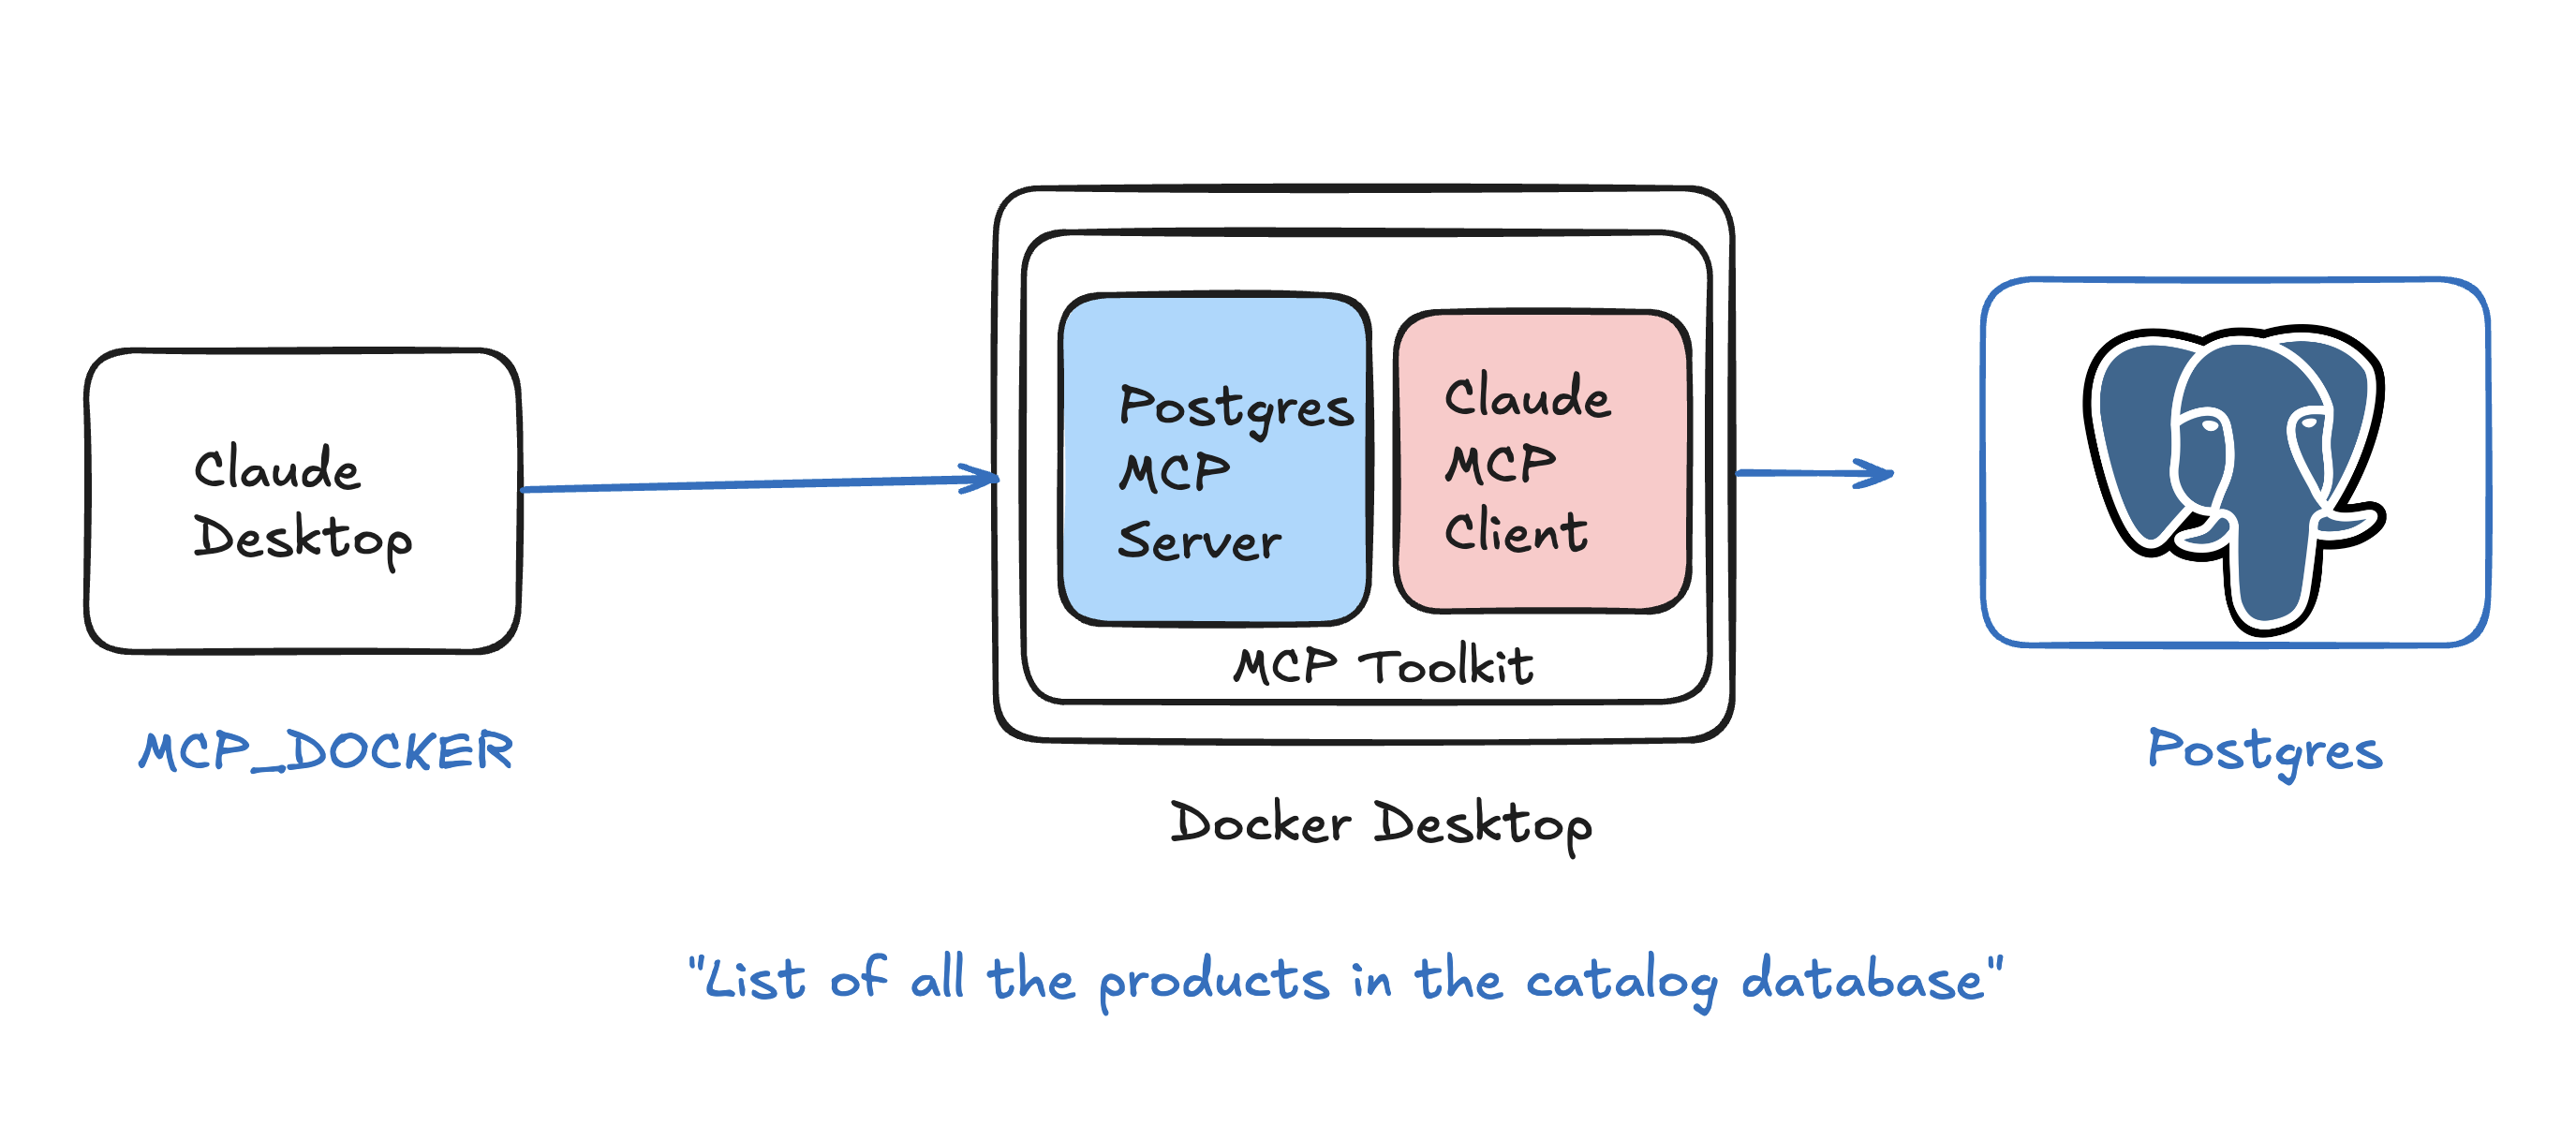 Claude
Desktop
MCP_DOCKER
Postgres
MCP
Server
Claude
MCP
Client
MCP Toolkit
Docker Desktop
Postgres
"List of all the products in the catalog database"